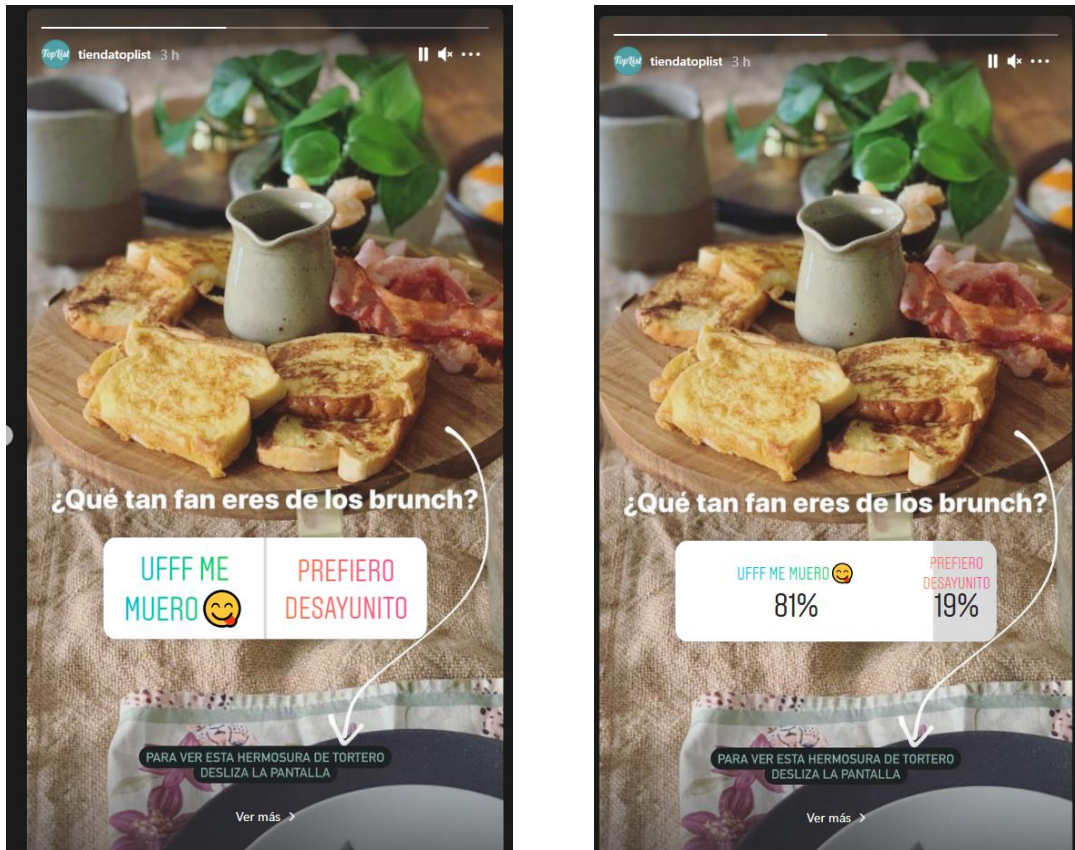 TopList tiendatoplist 3 h
¿Qué tan fan eres de los brunch?
UFFF ME
MUERO😋
PREFIERO
DESAYUNITO
PARA VER ESTA HERMOSURA DE TORTERO
DESLIZA LA PANTALLA
Ver más
TopList tiendatoplist 3 h
¿Qué tan fan eres de los brunch?
UFFF ME MUERO😋
81%
PREFIERO
DESAYUNITO
19%
PARA VER ESTA HERMOSURA DE TORTERO
DESLIZA LA PANTALLA
Ver más